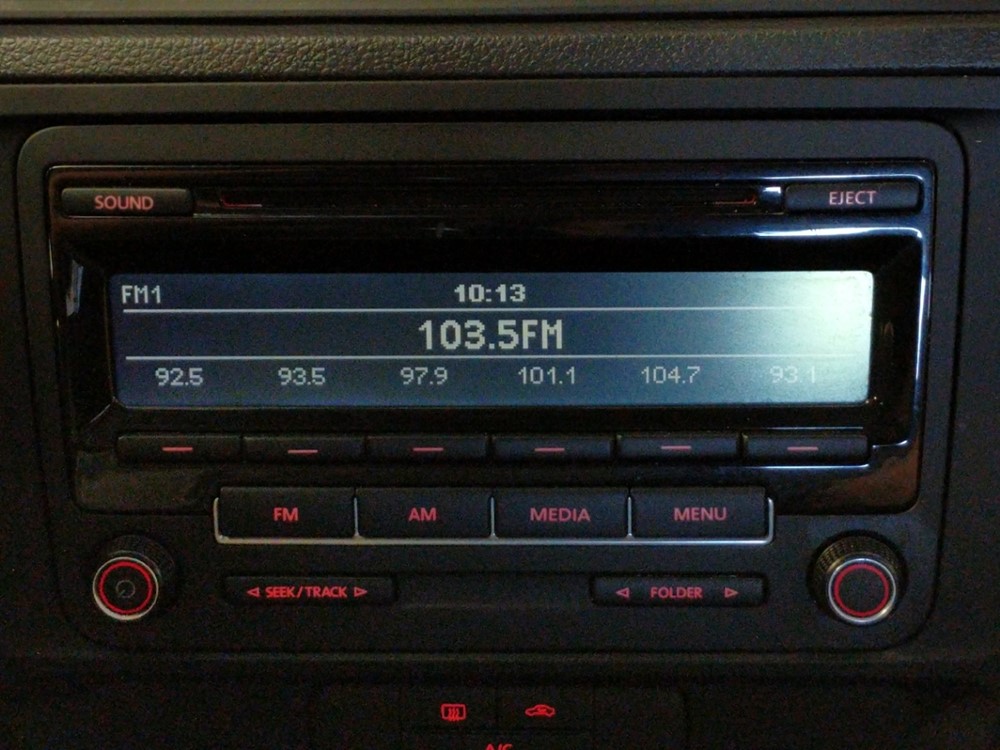 SOUND EJECT
FM1 10:13
103.5FM
92.5 93.5 97.9 101.1 104.7 93.1
FM AM MEDIA MENU
SEEK/TRACK FOLDER
A/C